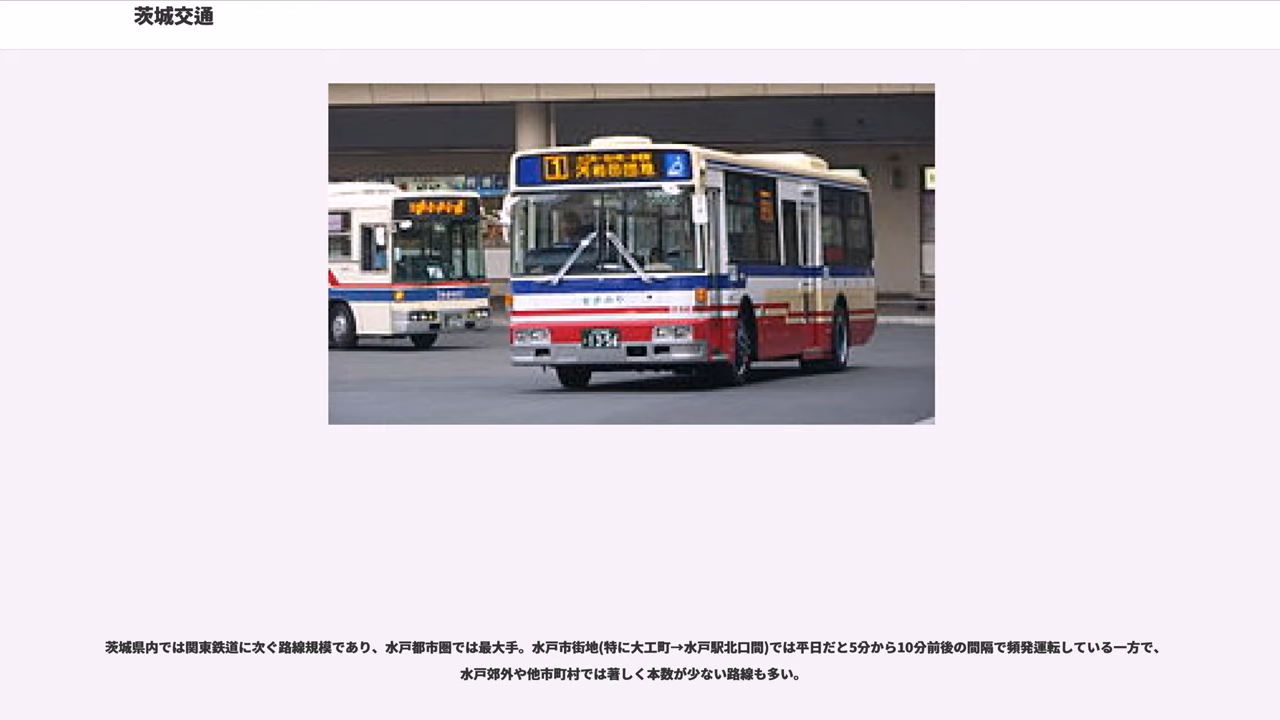 茨城交通
茨城県内では関東鉄道に次ぐ路線規模であり、水戸都市圏では最大手。水戸市街地(特に大工町→水戸駅北口間)では平日だと5分から10分前後の間隔で頻発運転している一方で、
水戸郊外や他市町村では著しく本数が少ない路線も多い。